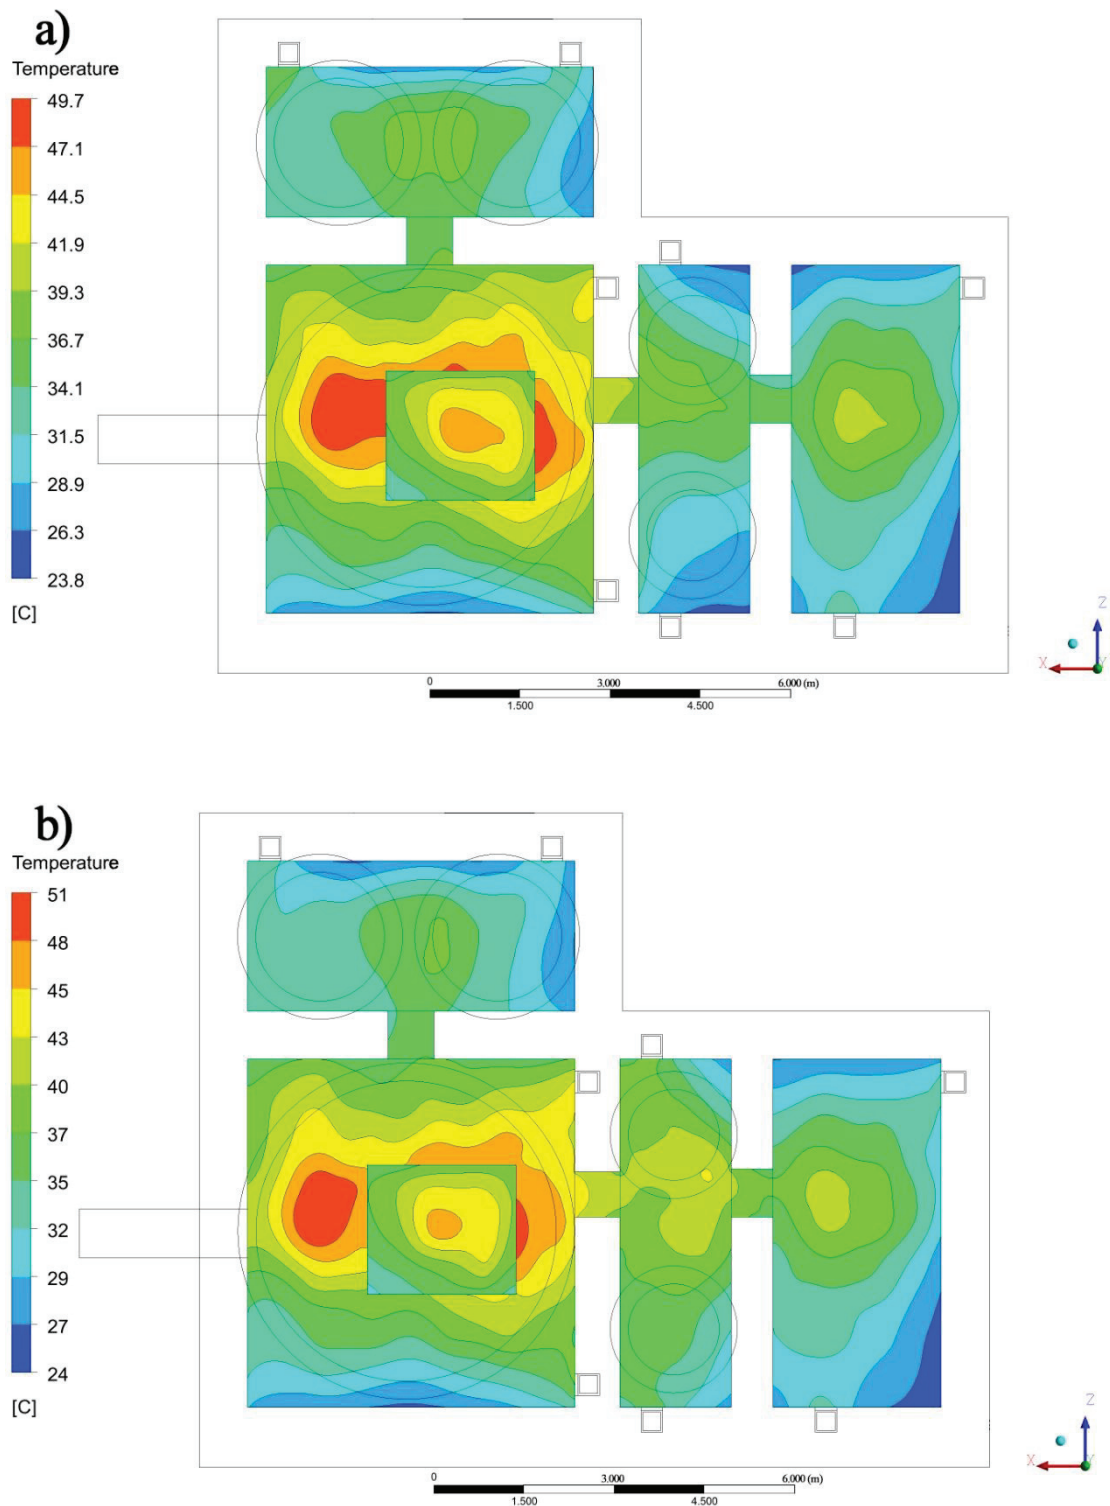 a)
Temperature
49.7
47.1
44.5
41.9
39.3
36.7
34.1
31.5
28.9
26.3
23.8
[C]
Z
X
Y
0 3.000 6.000 (m)
1.500 4.500
b)
Temperature
51
48
45
43
40
37
35
32
29
27
24
[C]
Z
X
Y
0 3.000 6.000 (m)
1.500 4.500